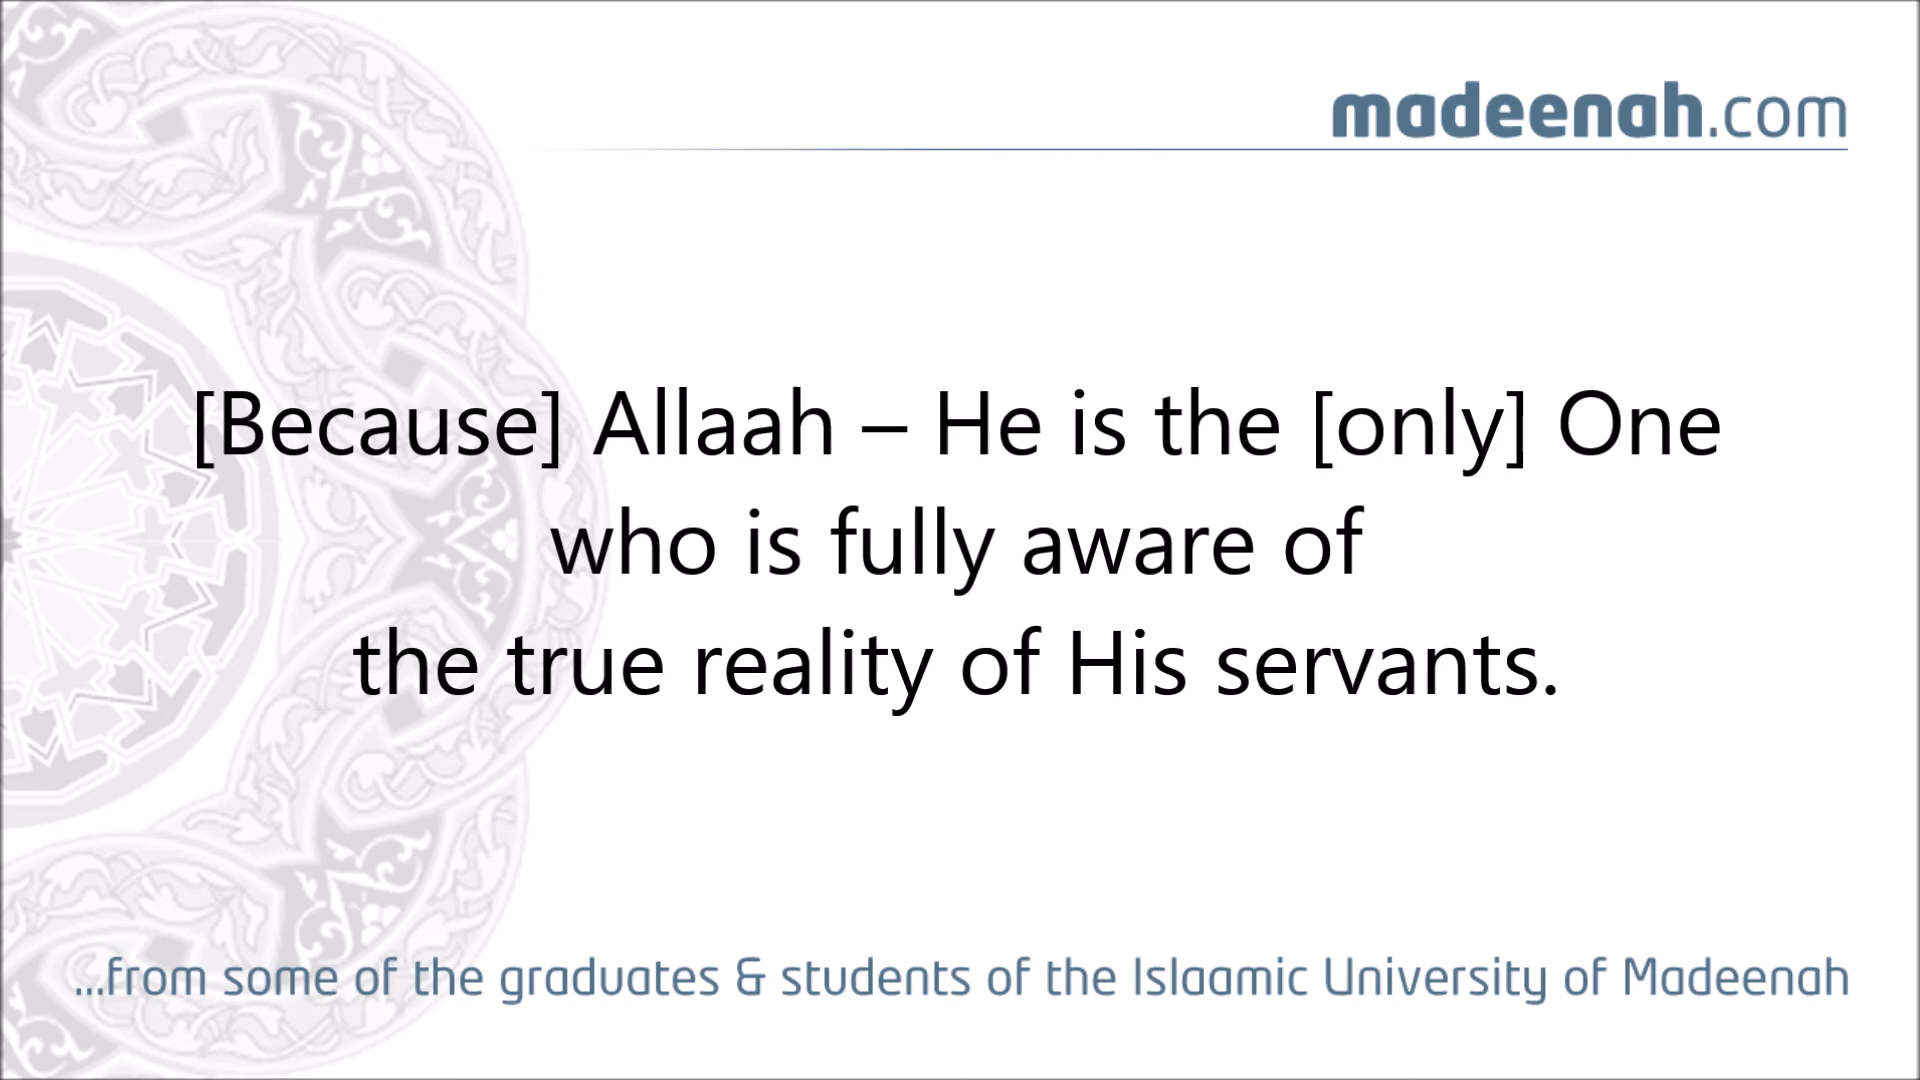 madeenah.com
[Because] Allaah – He is the [only] One
who is fully aware of
the true reality of His servants.
...from some of the graduates & students of the Islaamic University of Madeenah